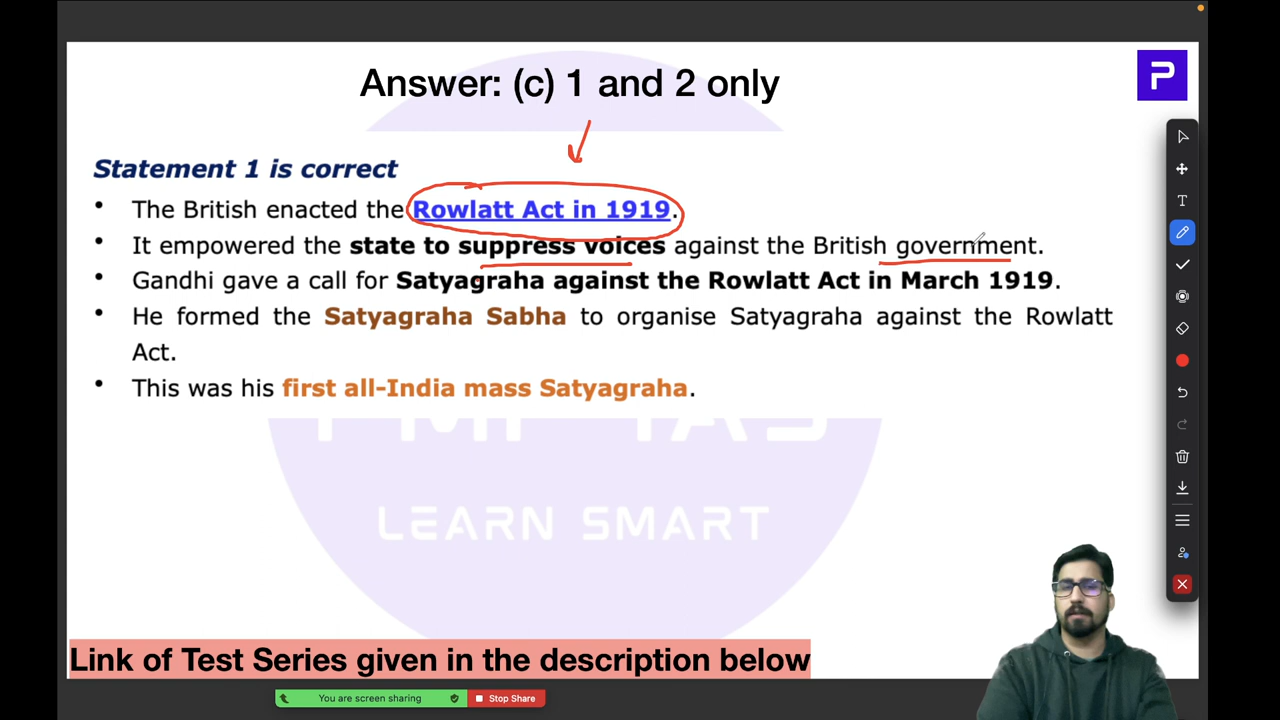 Answer: (c) 1 and 2 only
P
Statement 1 is correct
• The British enacted the Rowlatt Act in 1919.
• It empowered the state to suppress voices against the British government.
• Gandhi gave a call for Satyagraha against the Rowlatt Act in March 1919.
• He formed the Satyagraha Sabha to organise Satyagraha against the Rowlatt
Act.
• This was his first all-India mass Satyagraha.
LEARN SMART
Link of Test Series given in the description below
You are screen sharing
Stop Share